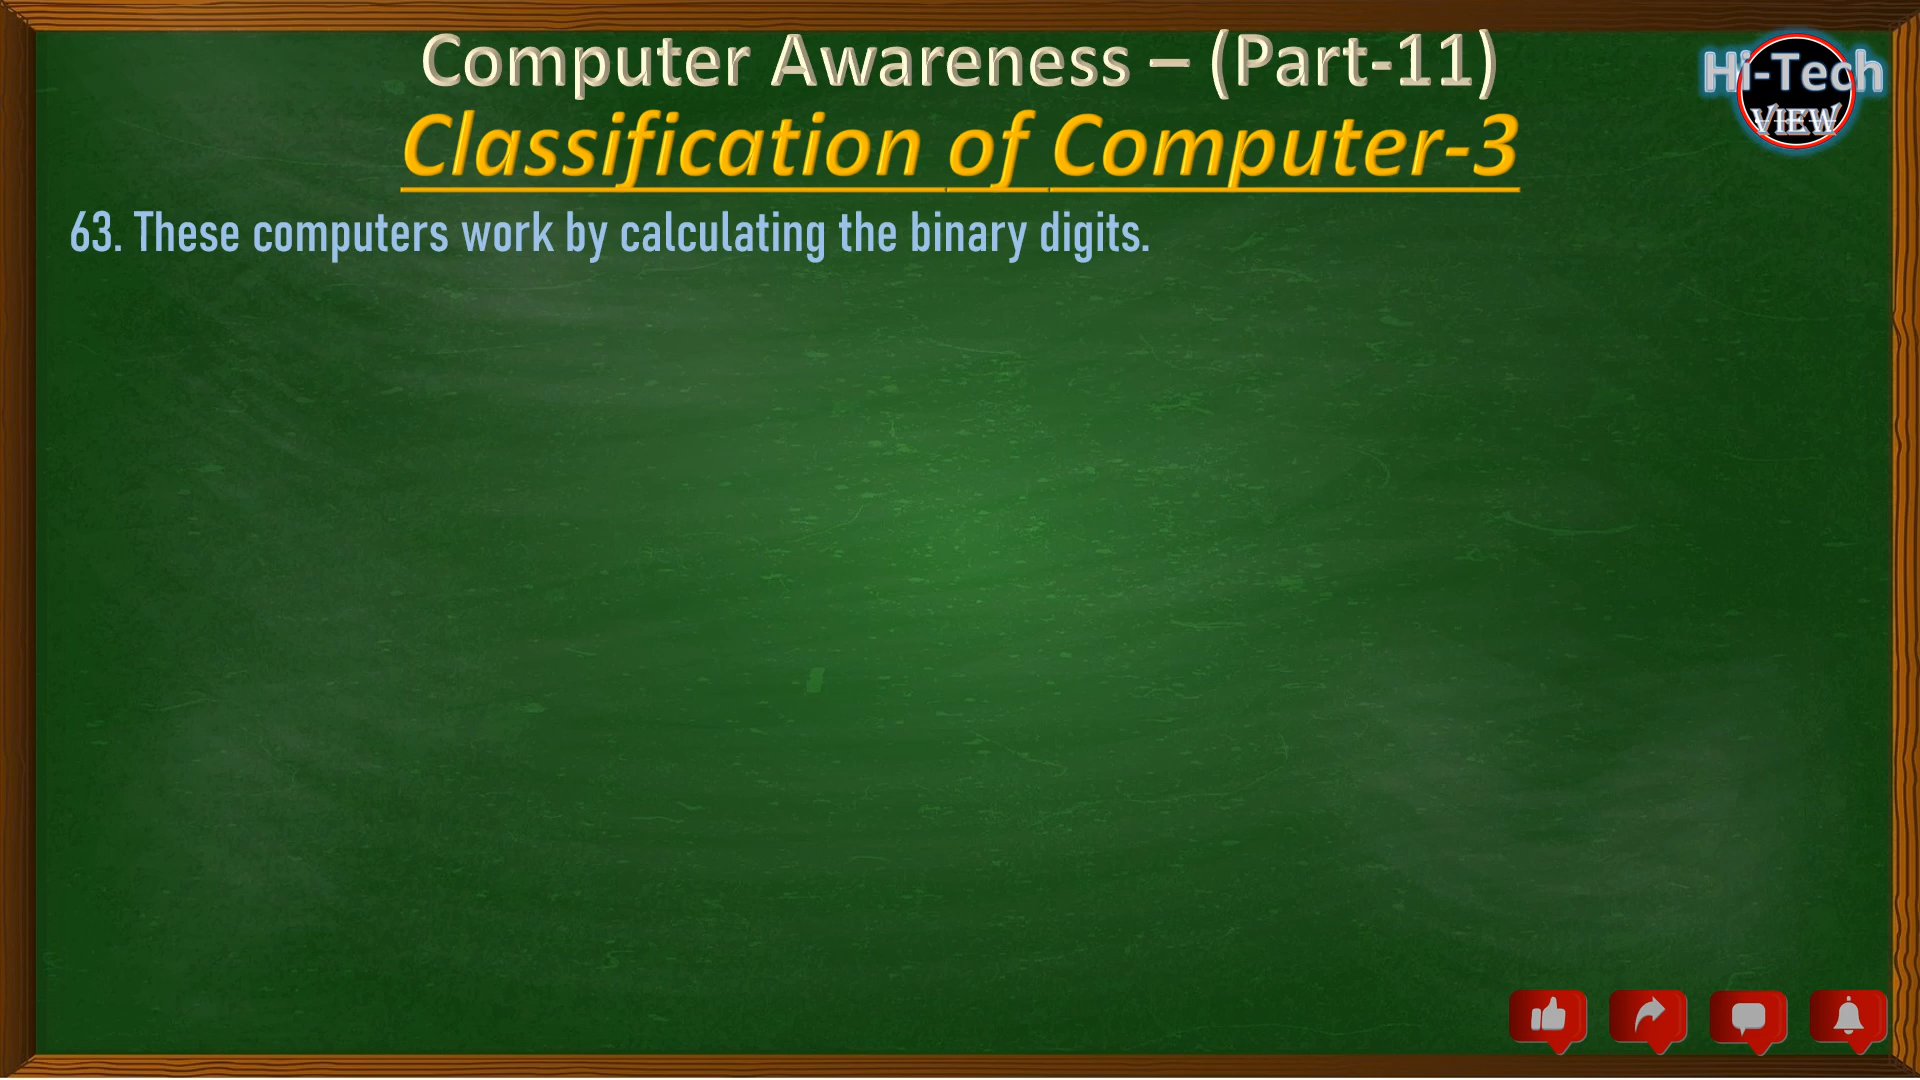 Computer Awareness – (Part-11)
Hi-Tech
VIEW
Classification of Computer-3
63. These computers work by calculating the binary digits.